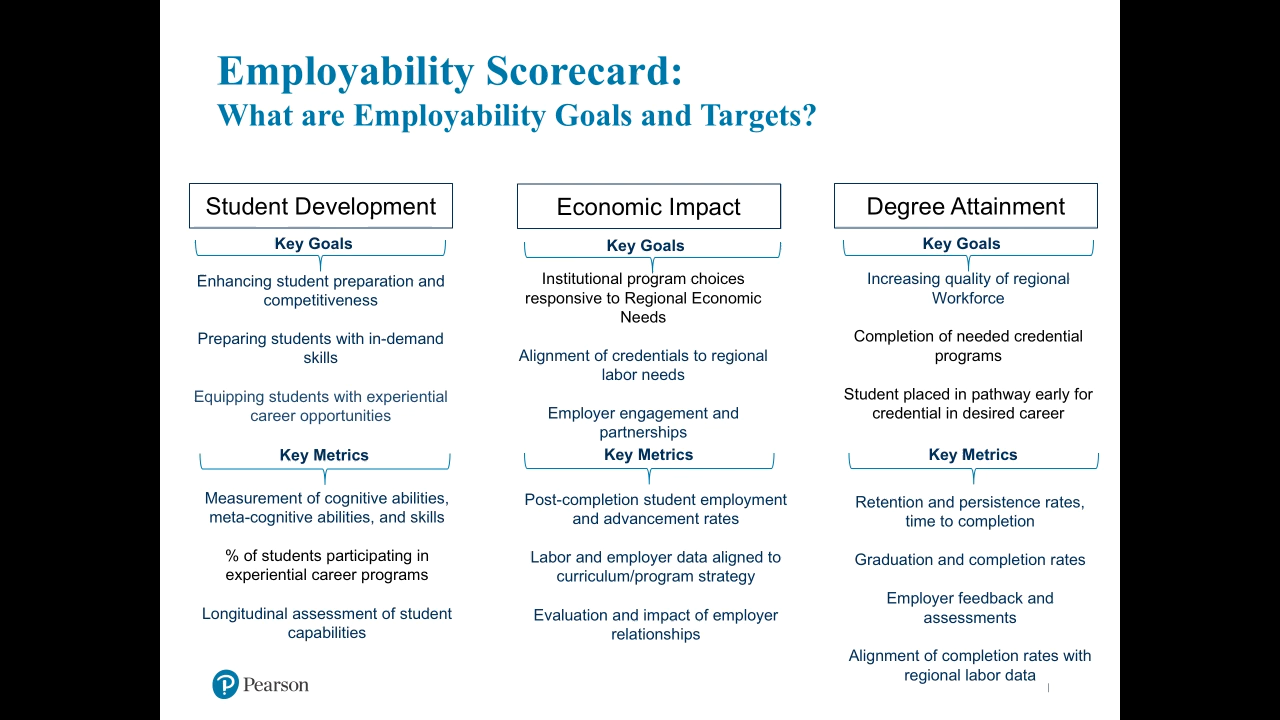 Employability Scorecard:
What are Employability Goals and Targets?
Student Development
Key Goals
Enhancing student preparation and
competitiveness
Preparing students with in-demand
skills
Equipping students with experiential
career opportunities
Key Metrics
Measurement of cognitive abilities,
meta-cognitive abilities, and skills
% of students participating in
experiential career programs
Longitudinal assessment of student
capabilities
Economic Impact
Key Goals
Institutional program choices
responsive to Regional Economic
Needs
Alignment of credentials to regional
labor needs
Employer engagement and
partnerships
Key Metrics
Post-completion student employment
and advancement rates
Labor and employer data aligned to
curriculum/program strategy
Evaluation and impact of employer
relationships
Degree Attainment
Key Goals
Increasing quality of regional
Workforce
Completion of needed credential
programs
Student placed in pathway early for
credential in desired career
Key Metrics
Retention and persistence rates,
time to completion
Graduation and completion rates
Employer feedback and
assessments
Alignment of completion rates with
regional labor data
Pearson